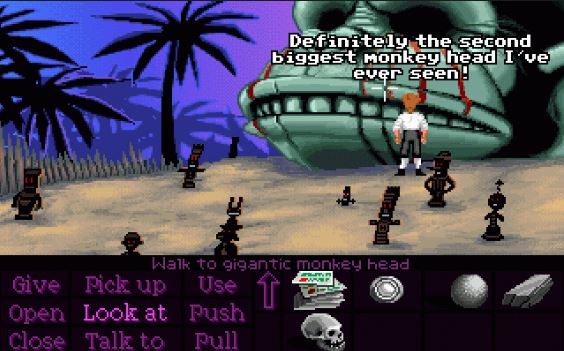 Definitely the second
biggest monkey head I've
ever seen!
Walk to gigantic monkey head
Give Pick up Use
Open Look at Push
Close Talk to Pull